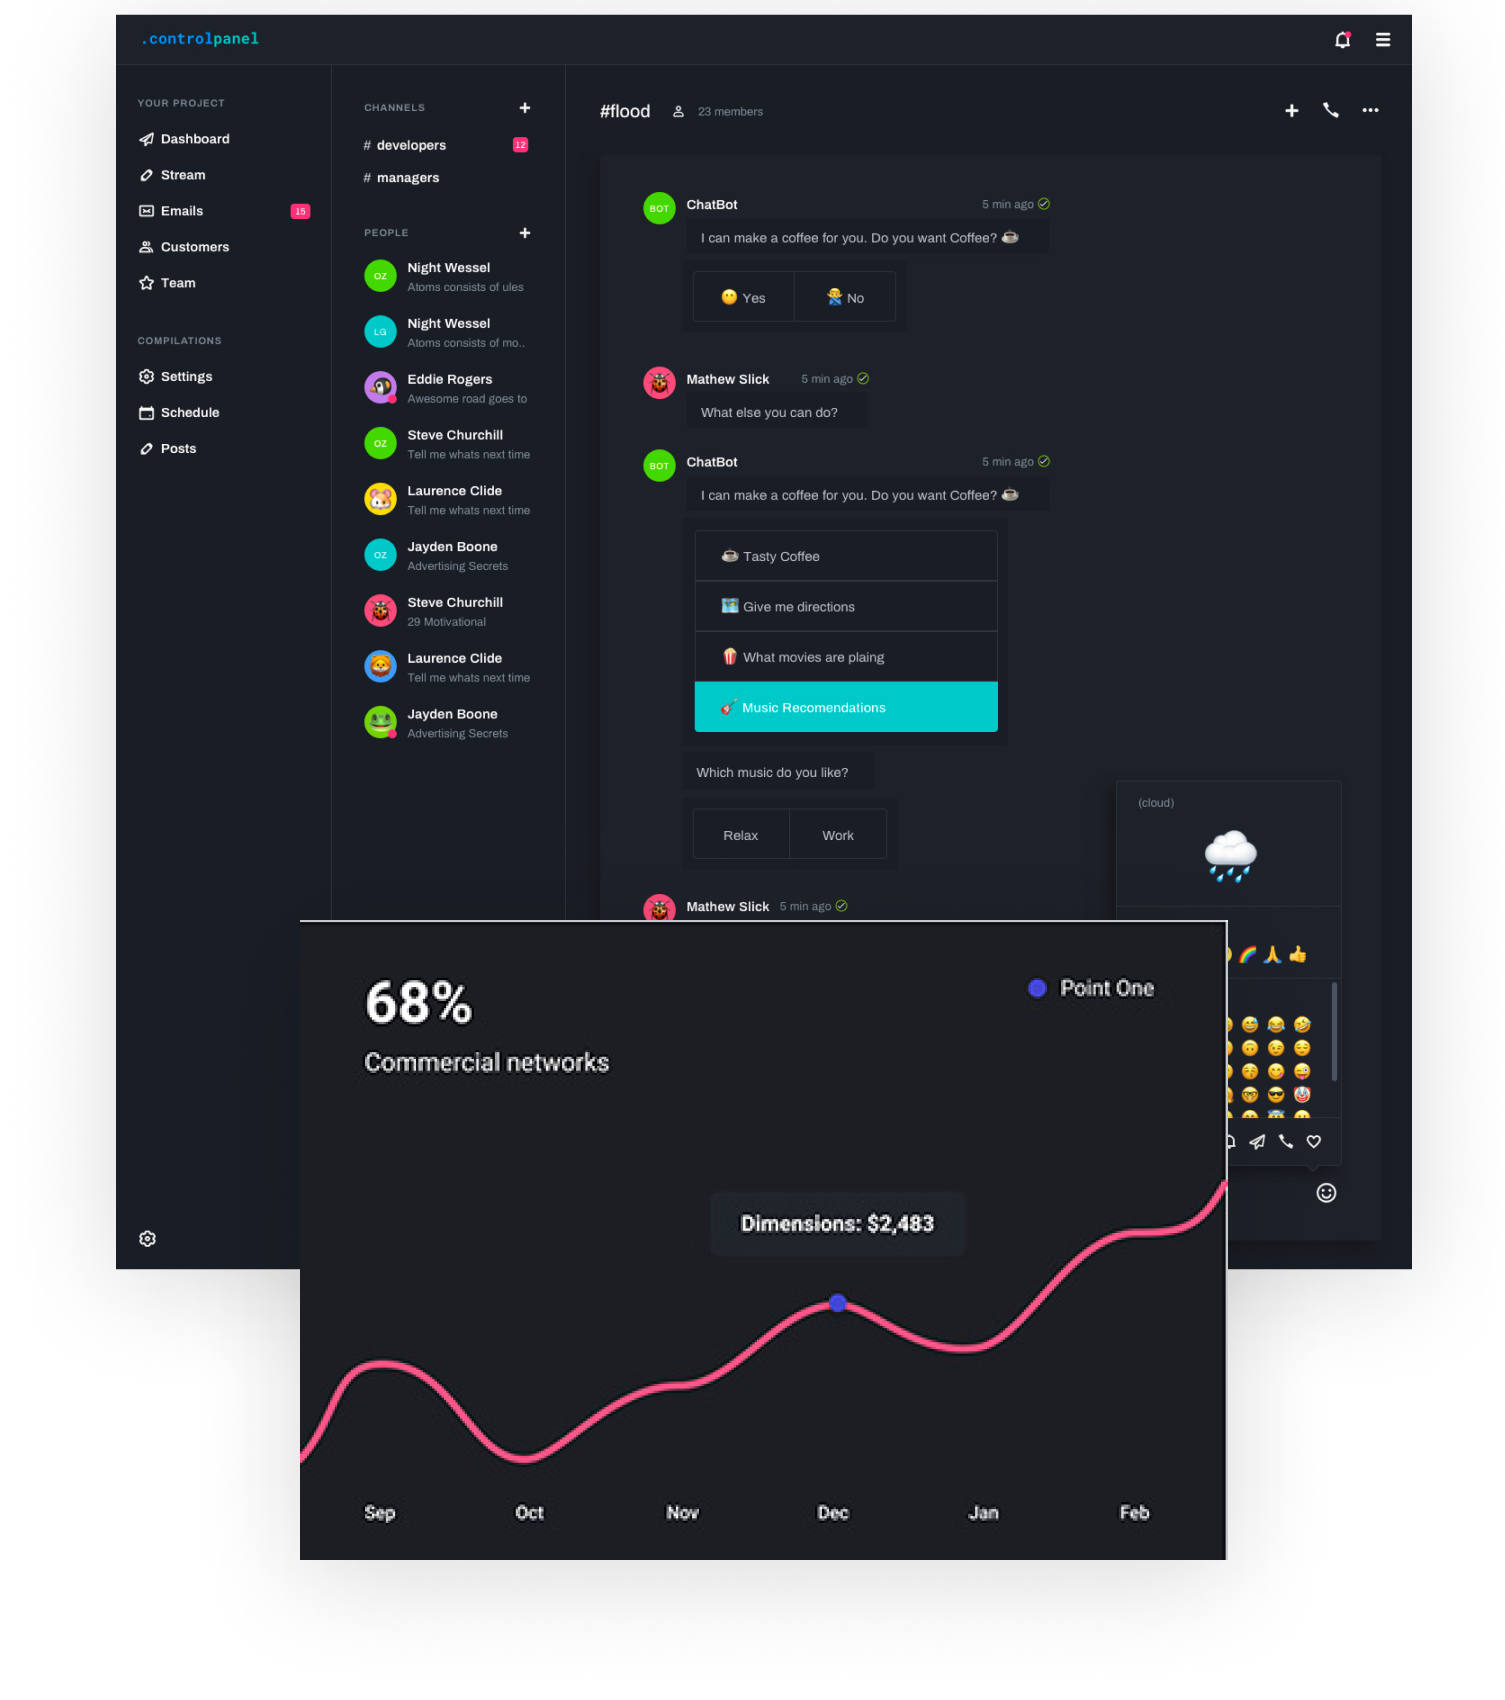 .controlpanel
YOUR PROJECT
Dashboard
Stream
Emails 15
Customers
Team
COMPILATIONS
Settings
Schedule
Posts
CHANNELS
# developers 12
# managers
PEOPLE
OZ Night Wessel
Atoms consists of ules
LG Night Wessel
Atoms consists of mo..
Eddie Rogers
Awesome road goes to
OZ Steve Churchill
Tell me whats next time
Laurence Clide
Tell me whats next time
OZ Jayden Boone
Advertising Secrets
Steve Churchill
29 Motivational
Laurence Clide
Tell me whats next time
Jayden Boone
Advertising Secrets
#flood 23 members
BOT ChatBot 5 min ago
I can make a coffee for you. Do you want Coffee?
Yes No
Mathew Slick 5 min ago
What else you can do?
BOT ChatBot 5 min ago
I can make a coffee for you. Do you want Coffee?
Tasty Coffee
Give me directions
What movies are plaing
Music Recomendations
Which music do you like?
Relax Work
Mathew Slick 5 min ago
(cloud)
68%
Commercial networks
Point One
Dimensions: $2,483
Sep Oct Nov Dec Jan Feb